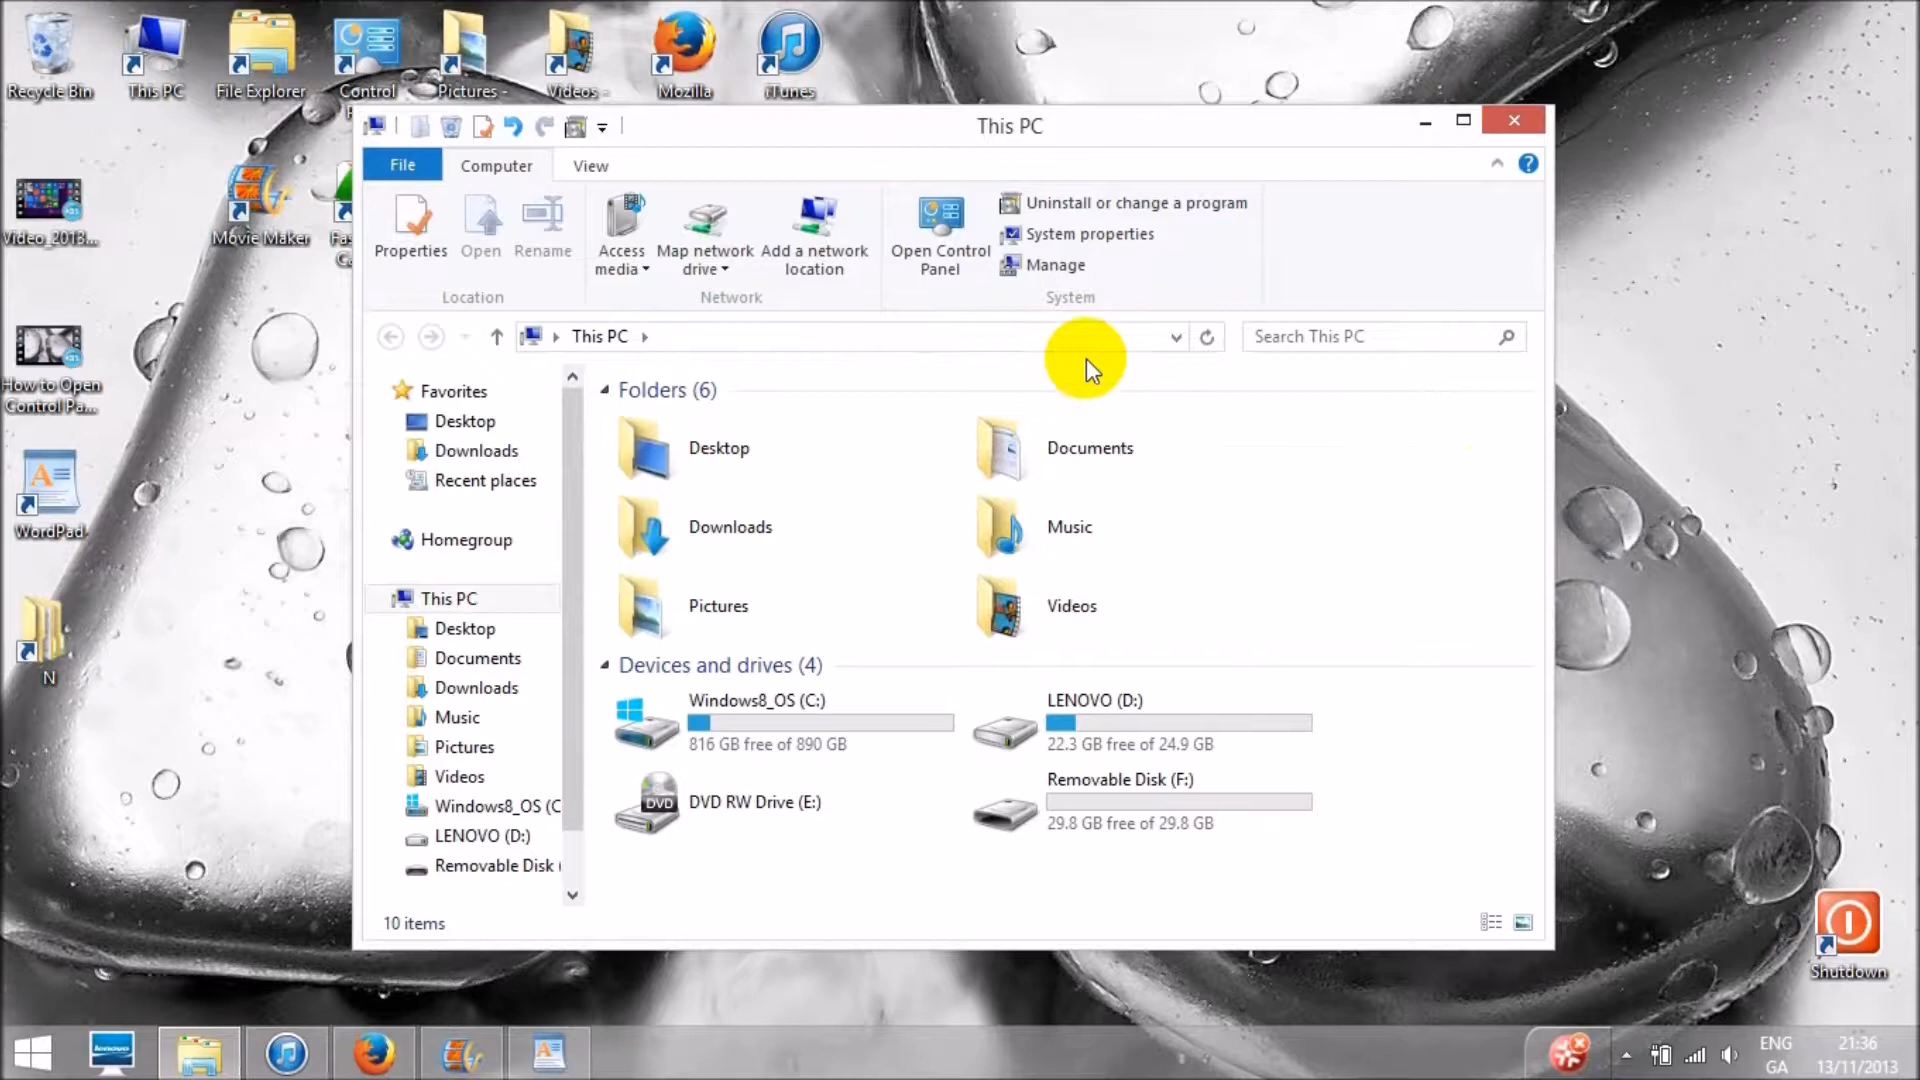 Recycle Bin
This PC
File Explorer
Control
Pictures -
Videos -
Mozilla
iTunes
Video_2013...
Movie Maker
How to Open
Control Pa...
WordPad
N
Shutdown
This PC
File
Computer
View
Properties
Open
Rename
Location
Access
media
Map network
drive
Add a network
location
Network
Open Control
Panel
Uninstall or change a program
System properties
Manage
System
This PC
Search This PC
Favorites
Desktop
Downloads
Recent places
Homegroup
This PC
Desktop
Documents
Downloads
Music
Pictures
Videos
Windows8_OS (C
LENOVO (D:)
Removable Disk (
Folders (6)
Desktop
Documents
Downloads
Music
Pictures
Videos
Devices and drives (4)
Windows8_OS (C:)
816 GB free of 890 GB
LENOVO (D:)
22.3 GB free of 24.9 GB
DVD
DVD RW Drive (E:)
Removable Disk (F:)
29.8 GB free of 29.8 GB
10 items
lenovo
ENG
GA
21:36
13/11/2013